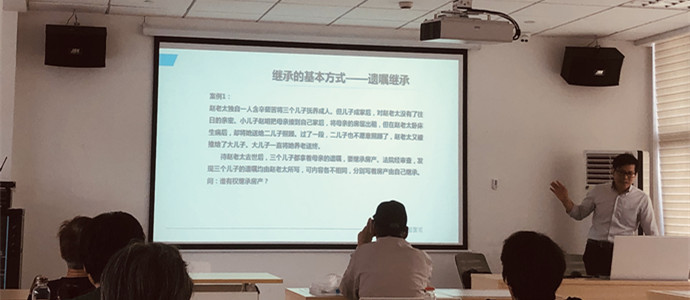 继承的基本方式——遗嘱继承
案例1：
赵老太独自一人含辛茹苦将三个儿子抚养成人。但儿子成家后，对赵老太没有了往
日的亲密。小儿子赵明把母亲接到自己家后，将母亲的房屋出租，但在赵老太卧床
生病后，却将她送给二儿子照顾。过了一段，二儿子也不愿意照顾了，赵老太又被
推给了大儿子。大儿子一直将她养老送终。
待赵老太去世后，三个儿子都拿着母亲的遗嘱，要继承房产。法院经审查，发
现三个儿子的遗嘱均由赵老太所写，可内容各不相同，分别写着房产由自己继承。
问：谁有权继承房产？